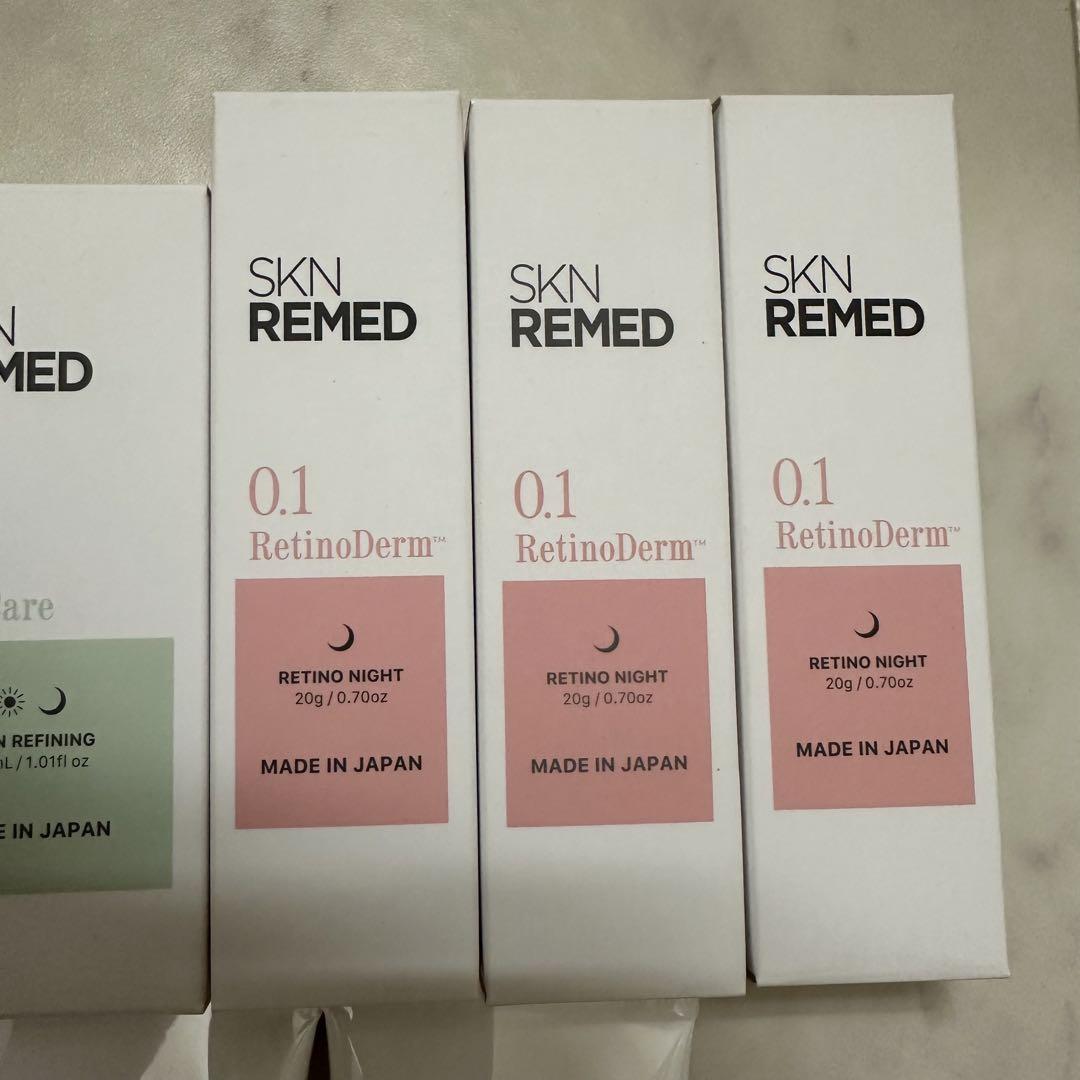 N
MED
are
N REFINING
mL / 1.01fl oz
E IN JAPAN
SKN
REMED
0.1
RetinoDerm™
RETINO NIGHT
20g / 0.70oz
MADE IN JAPAN
SKN
REMED
0.1
RetinoDerm™
RETINO NIGHT
20g / 0.70oz
MADE IN JAPAN
SKN
REMED
0.1
RetinoDerm™
RETINO NIGHT
20g / 0.70oz
MADE IN JAPAN